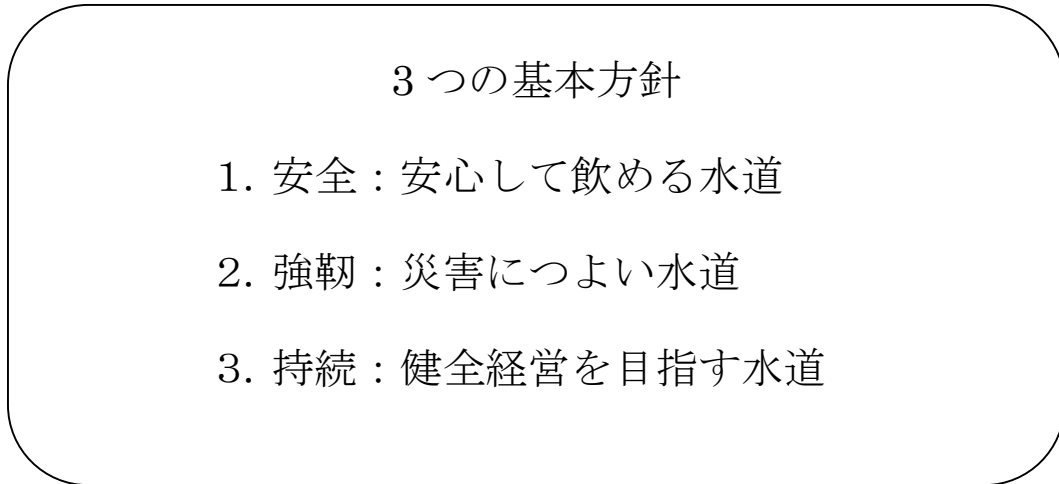 3つの基本方針
1. 安全：安心して飲める水道
2. 強靭：災害につよい水道
3. 持続：健全経営を目指す水道